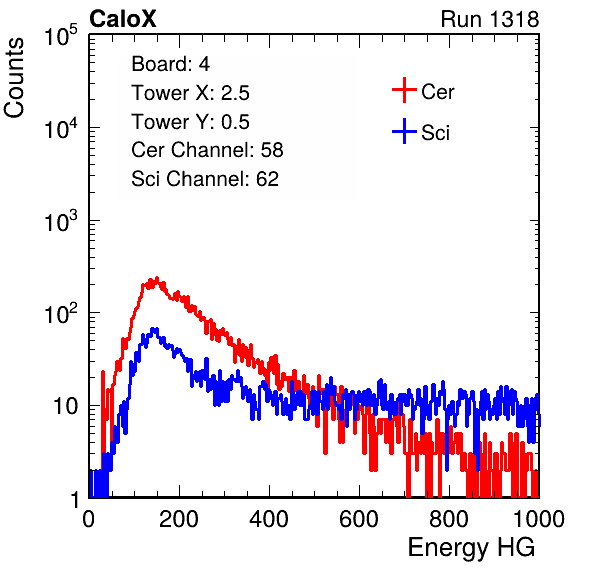 CaloX Run 1318
Counts
Board: 4
Tower X: 2.5
Tower Y: 0.5
Cer Channel: 58
Sci Channel: 62
Cer
Sci
10^5
10^4
10^3
10^2
10
1
0 200 400 600 800 1000
Energy HG